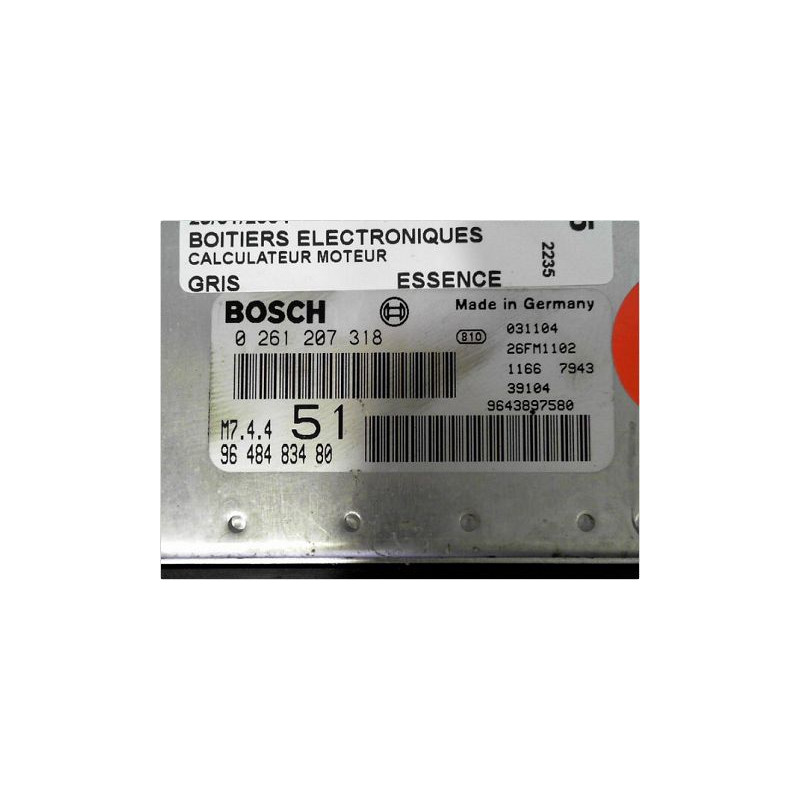 BOITIERS ELECTRONIQUES
CALCULATEUR MOTEUR
GRIS ESSENCE
2235
BOSCH Made in Germany
0 261 207 318
810
031104
26FM1102
1166 7943
39104
9643897580
M7.4.4 51
96 484 834 80